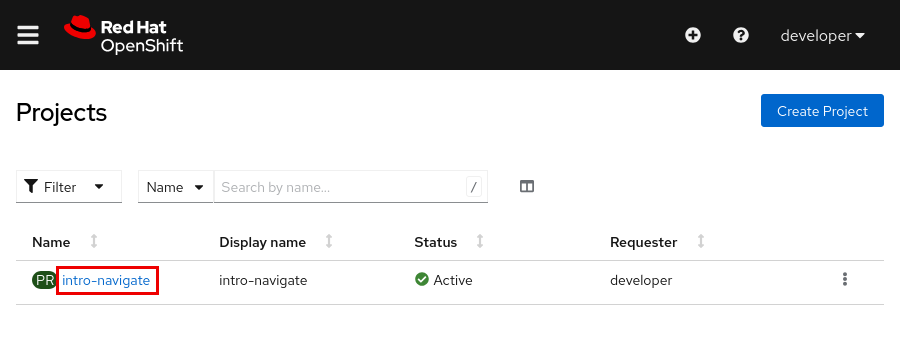 Red Hat
OpenShift
developer
Projects
Create Project
Filter
Name
Search by name...
/
Name Display name Status Requester
PR intro-navigate intro-navigate Active developer